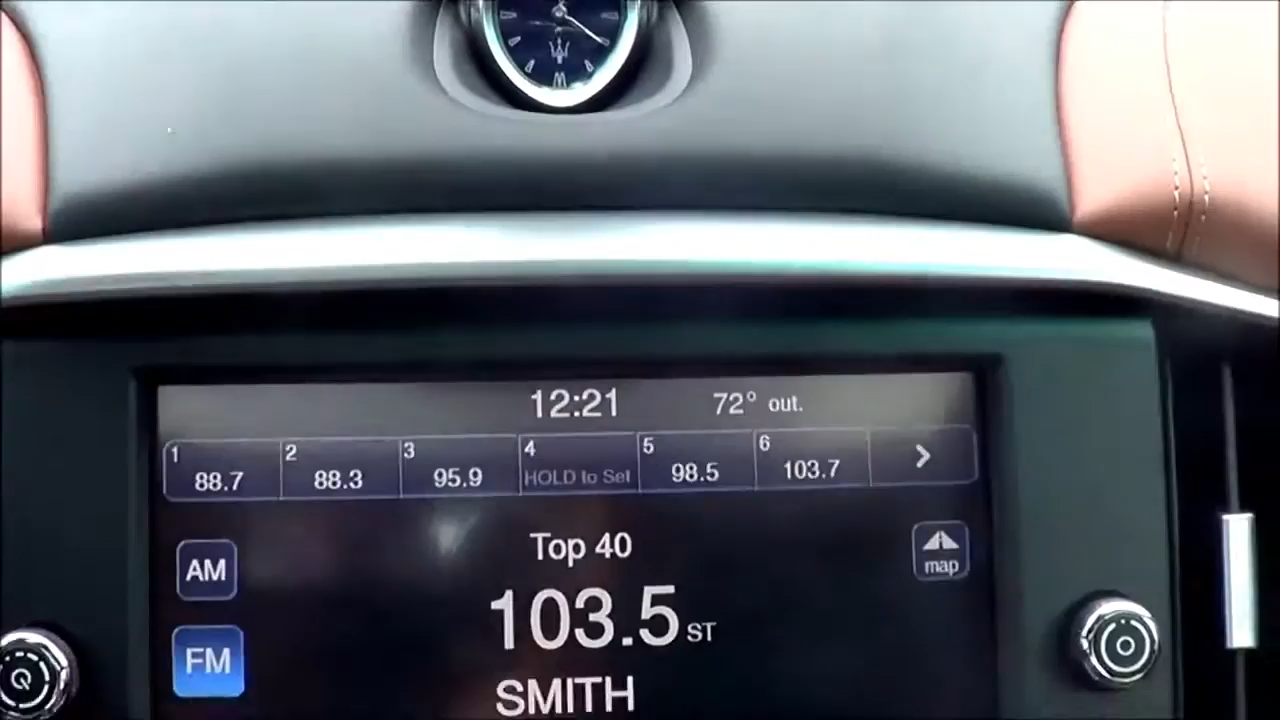 12:21 72° out.
1 88.7 2 88.3 3 95.9 4 HOLD to Set 5 98.5 6 103.7 >
Top 40
map
AM
103.5 ST
FM
SMITH